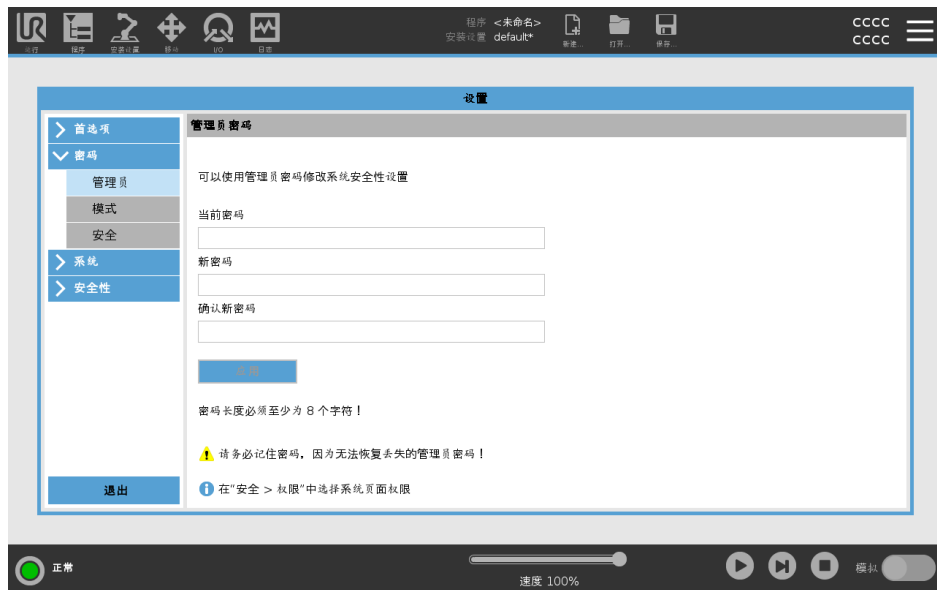 程序 <未命名>
安装设置 default*
cccc
cccc
运行 程序 安装设置 移动 I/O 日志 新建... 打开... 保存...
设置
首选项
密码
管理员
模式
安全
系统
安全性
退出
管理员密码
可以使用管理员密码修改系统安全性设置
当前密码
新密码
确认新密码
应用
密码长度必须至少为 8 个字符！
请务必记住密码，因为无法恢复丢失的管理员密码！
在“安全 > 权限”中选择系统页面权限
正常
速度 100%
模拟